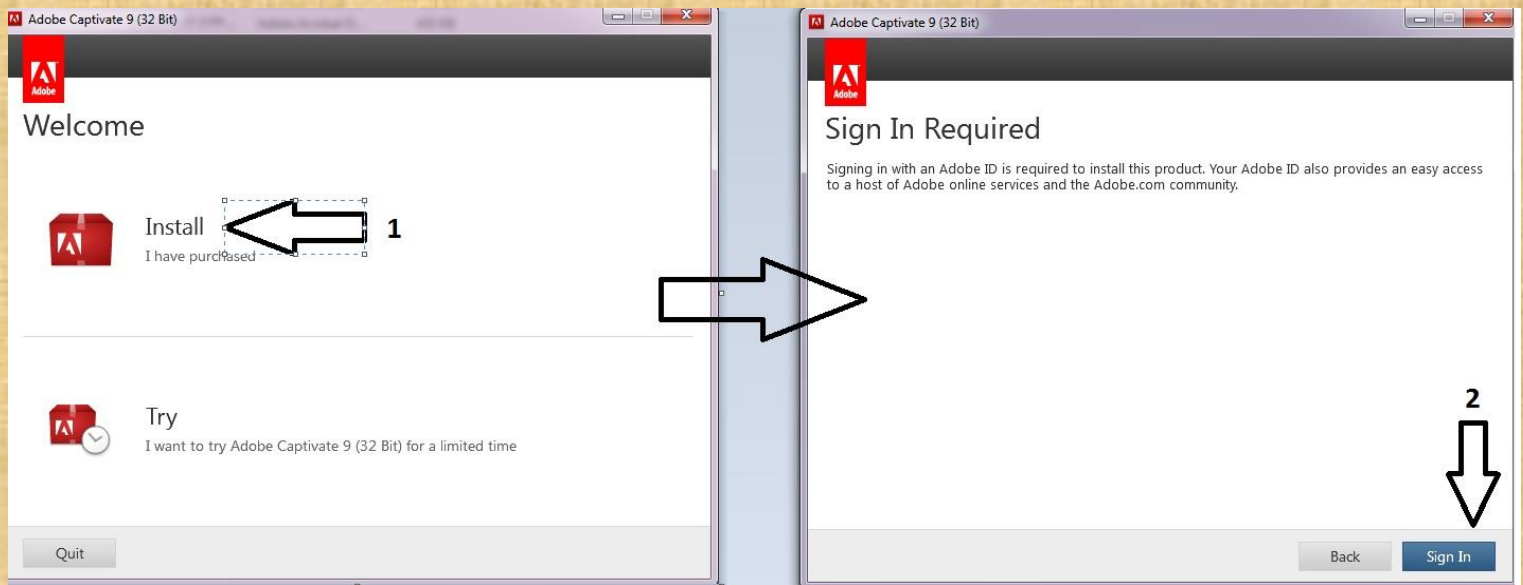 Adobe Captivate 9 (32 Bit)
Adobe
Welcome
Install
1
I have purchased
Try
I want to try Adobe Captivate 9 (32 Bit) for a limited time
Quit
Adobe Captivate 9 (32 Bit)
Adobe
Sign In Required
Signing in with an Adobe ID is required to install this product. Your Adobe ID also provides an easy access
to a host of Adobe online services and the Adobe.com community.
2
Back
Sign In